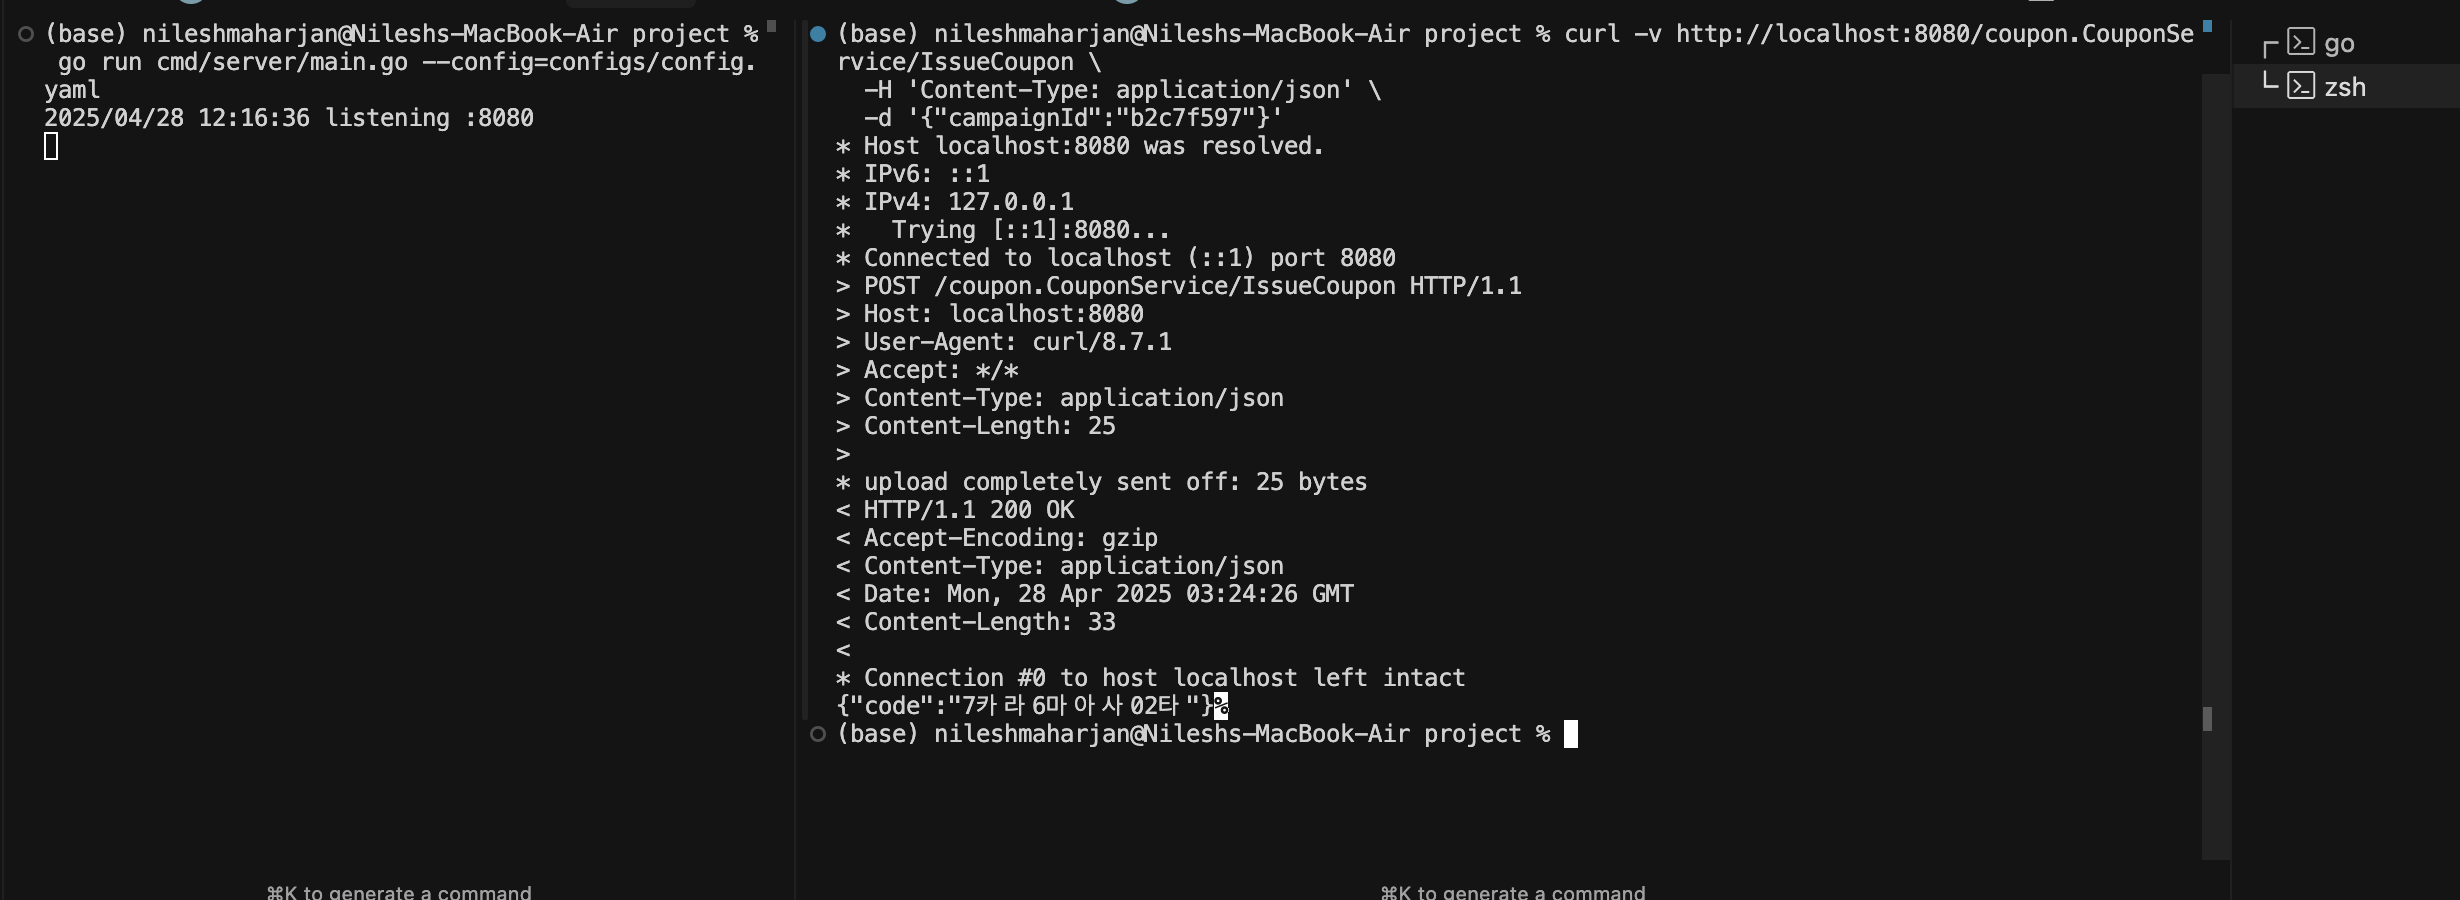 (base) nileshmaharjan@Nileshs-MacBook-Air project %
go run cmd/server/main.go --config=configs/config.
yaml
2025/04/28 12:16:36 listening :8080
⌘K to generate a command
(base) nileshmaharjan@Nileshs-MacBook-Air project % curl -v http://localhost:8080/coupon.CouponSe
rvice/IssueCoupon \
-H 'Content-Type: application/json' \
-d '{"campaignId":"b2c7f597"}'
* Host localhost:8080 was resolved.
* IPv6: ::1
* IPv4: 127.0.0.1
*   Trying [::1]:8080...
* Connected to localhost (::1) port 8080
> POST /coupon.CouponService/IssueCoupon HTTP/1.1
> Host: localhost:8080
> User-Agent: curl/8.7.1
> Accept: */*
> Content-Type: application/json
> Content-Length: 25
>
* upload completely sent off: 25 bytes
< HTTP/1.1 200 OK
< Accept-Encoding: gzip
< Content-Type: application/json
< Date: Mon, 28 Apr 2025 03:24:26 GMT
< Content-Length: 33
<
* Connection #0 to host localhost left intact
{"code":"7카라6마아사02타"}%
(base) nileshmaharjan@Nileshs-MacBook-Air project %
⌘K to generate a command
go
zsh